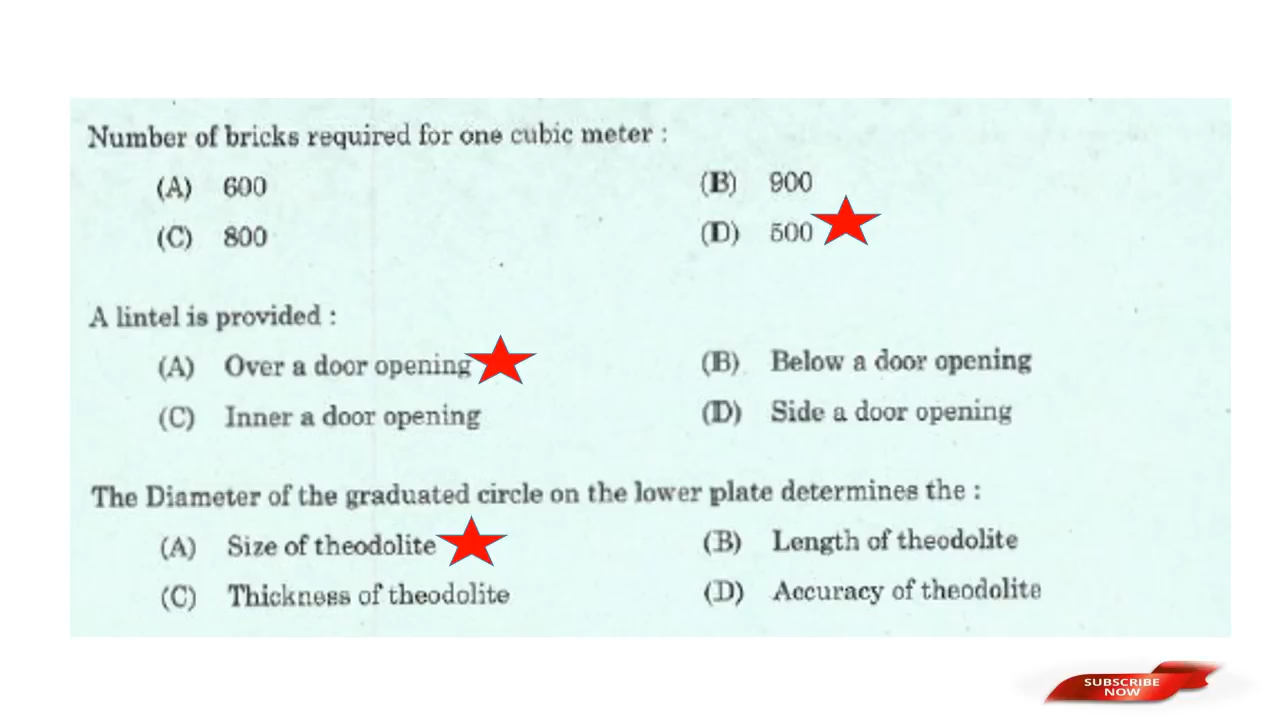 Number of bricks required for one cubic meter :
(A) 600
(B) 900
(C) 800
(D) 500
A lintel is provided :
(A) Over a door opening
(B) Below a door opening
(C) Inner a door opening
(D) Side a door opening
The Diameter of the graduated circle on the lower plate determines the :
(A) Size of theodolite
(B) Length of theodolite
(C) Thickness of theodolite
(D) Accuracy of theodolite
SUBSCRIBE
NOW